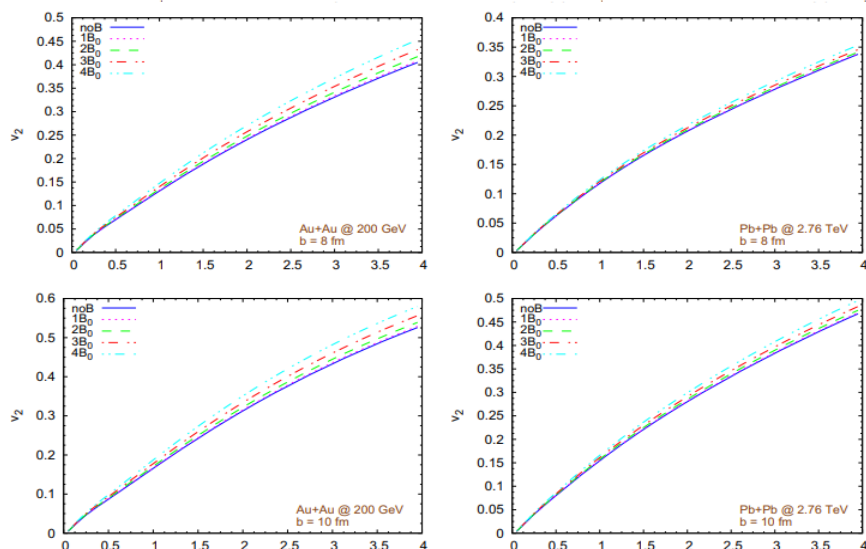 0.5
0.45
0.4
0.35
0.3
0.25
0.2
0.15
0.1
0.05
0
v₂
noB
1B₀
2B₀
3B₀
4B₀
Au+Au @ 200 GeV
b = 8 fm
0 0.5 1 1.5 2 2.5 3 3.5 4
0.4
0.35
0.3
0.25
0.2
0.15
0.1
0.05
0
v₂
noB
1B₀
2B₀
3B₀
4B₀
Pb+Pb @ 2.76 TeV
b = 8 fm
0 0.5 1 1.5 2 2.5 3 3.5 4
0.6
0.5
0.4
0.3
0.2
0.1
0
v₂
noB
1B₀
2B₀
3B₀
4B₀
Au+Au @ 200 GeV
b = 10 fm
0 0.5 1 1.5 2 2.5 3 3.5 4
0.5
0.45
0.4
0.35
0.3
0.25
0.2
0.15
0.1
0.05
0
v₂
noB
1B₀
2B₀
3B₀
4B₀
Pb+Pb @ 2.76 TeV
b = 10 fm
0 0.5 1 1.5 2 2.5 3 3.5 4